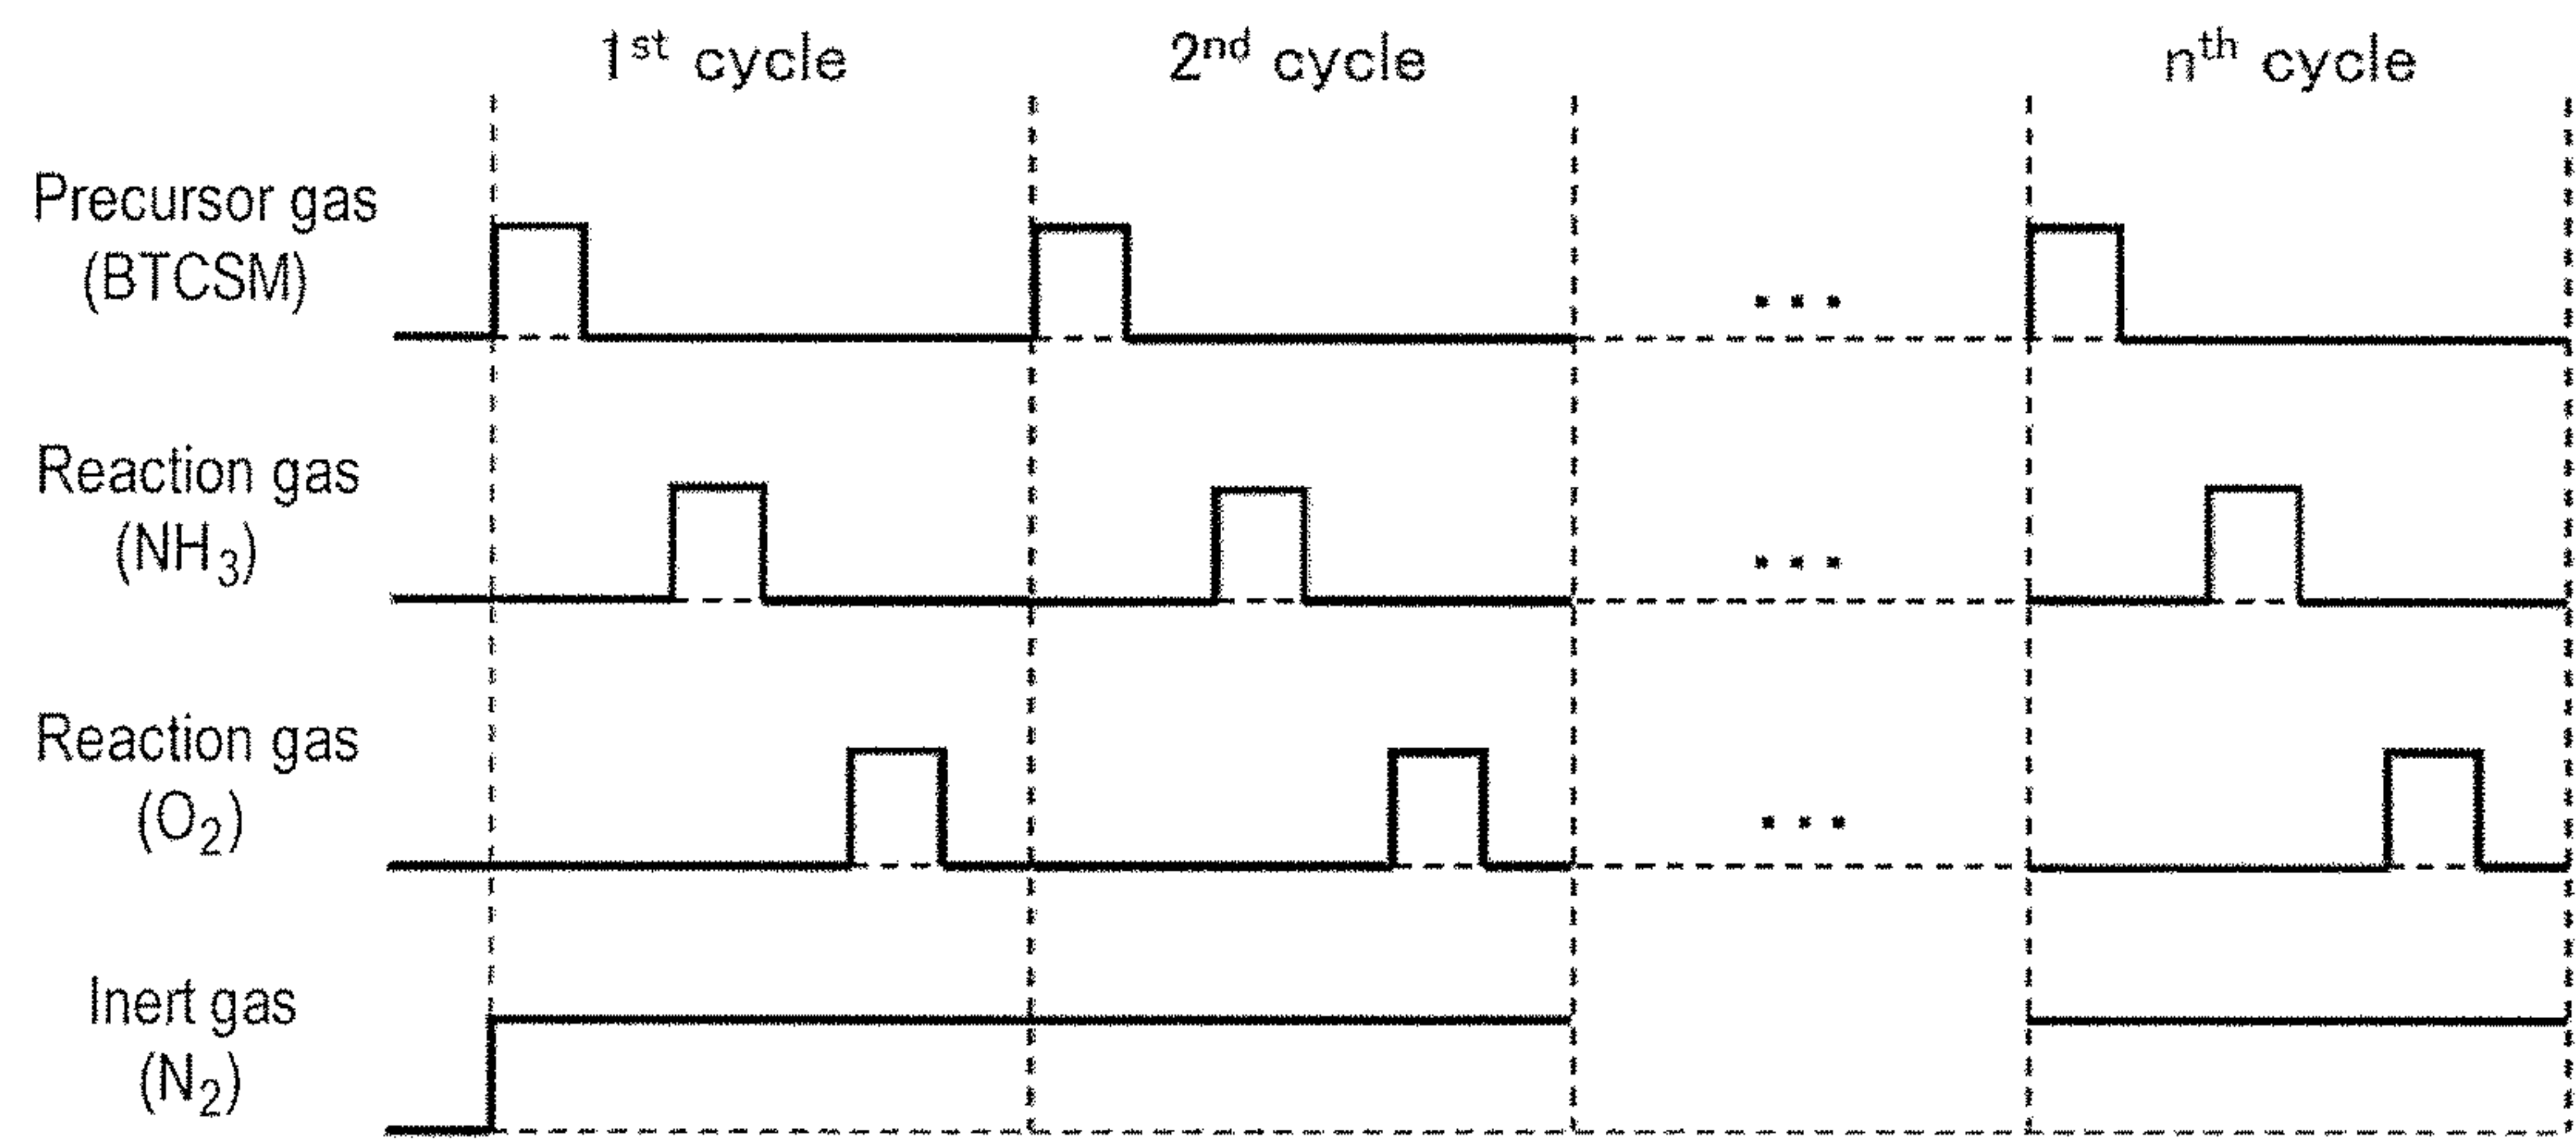 1st cycle 2nd cycle nth cycle
Precursor gas
(BTCSM)
...
Reaction gas
(NH3)
...
Reaction gas
(O2)
...
Inert gas
(N2)